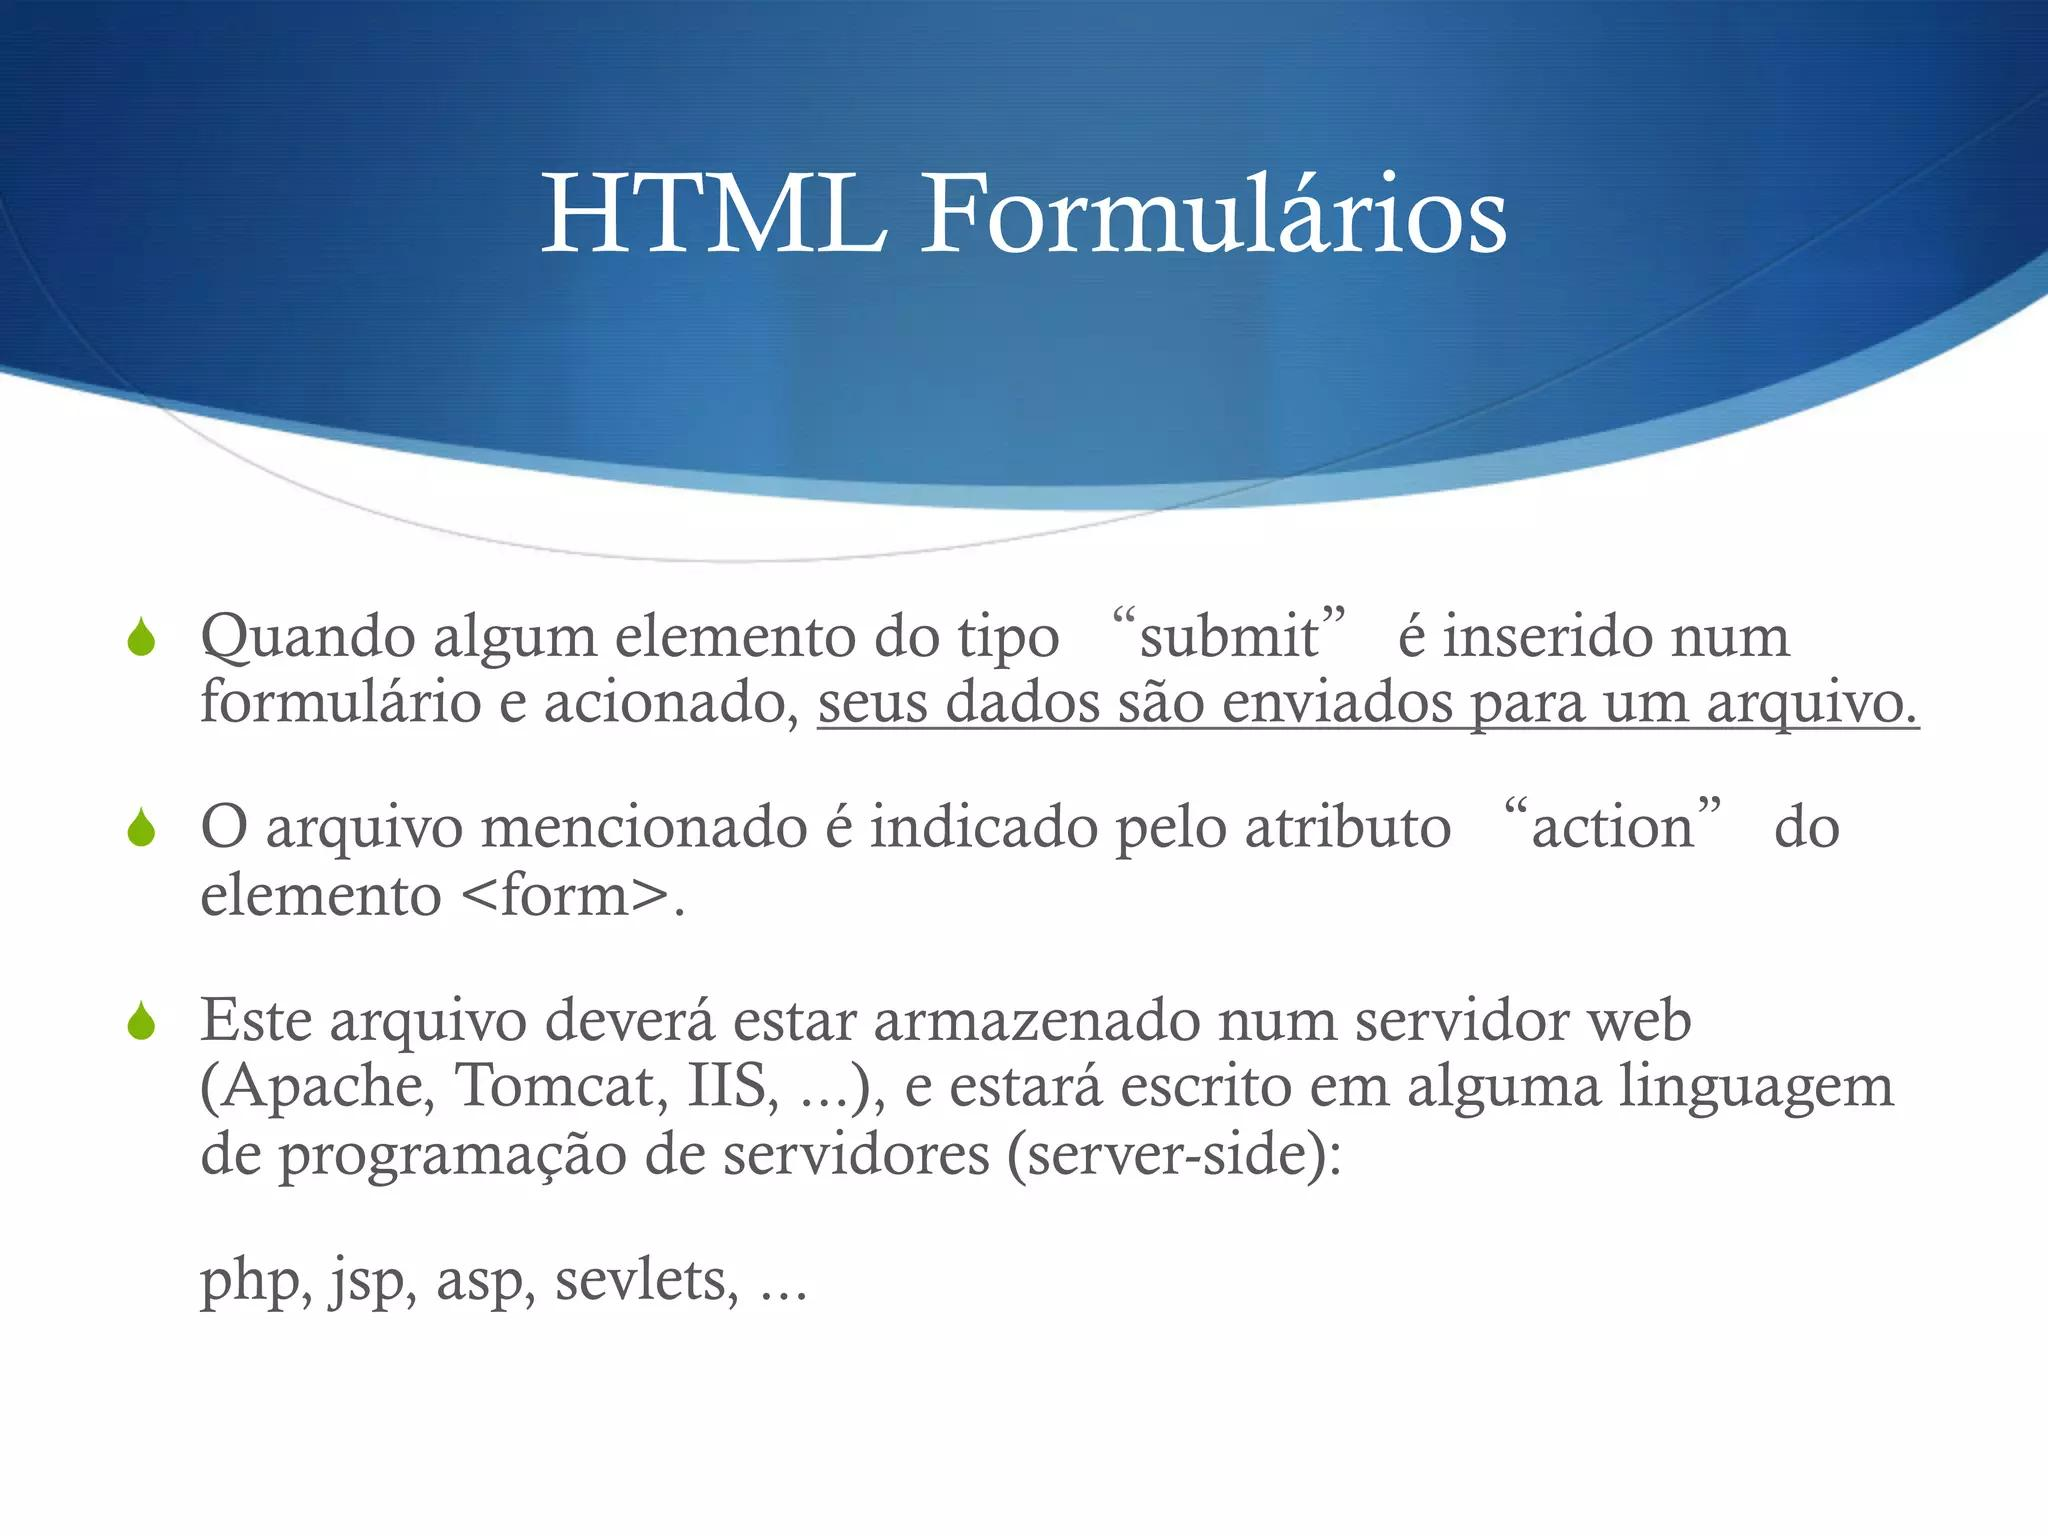 HTML Formulários
Quando algum elemento do tipo “submit” é inserido num
formulário e acionado, seus dados são enviados para um arquivo.
O arquivo mencionado é indicado pelo atributo “action” do
elemento <form>.
Este arquivo deverá estar armazenado num servidor web
(Apache, Tomcat, IIS, ...), e estará escrito em alguma linguagem
de programação de servidores (server-side):
php, jsp, asp, sevlets, ...